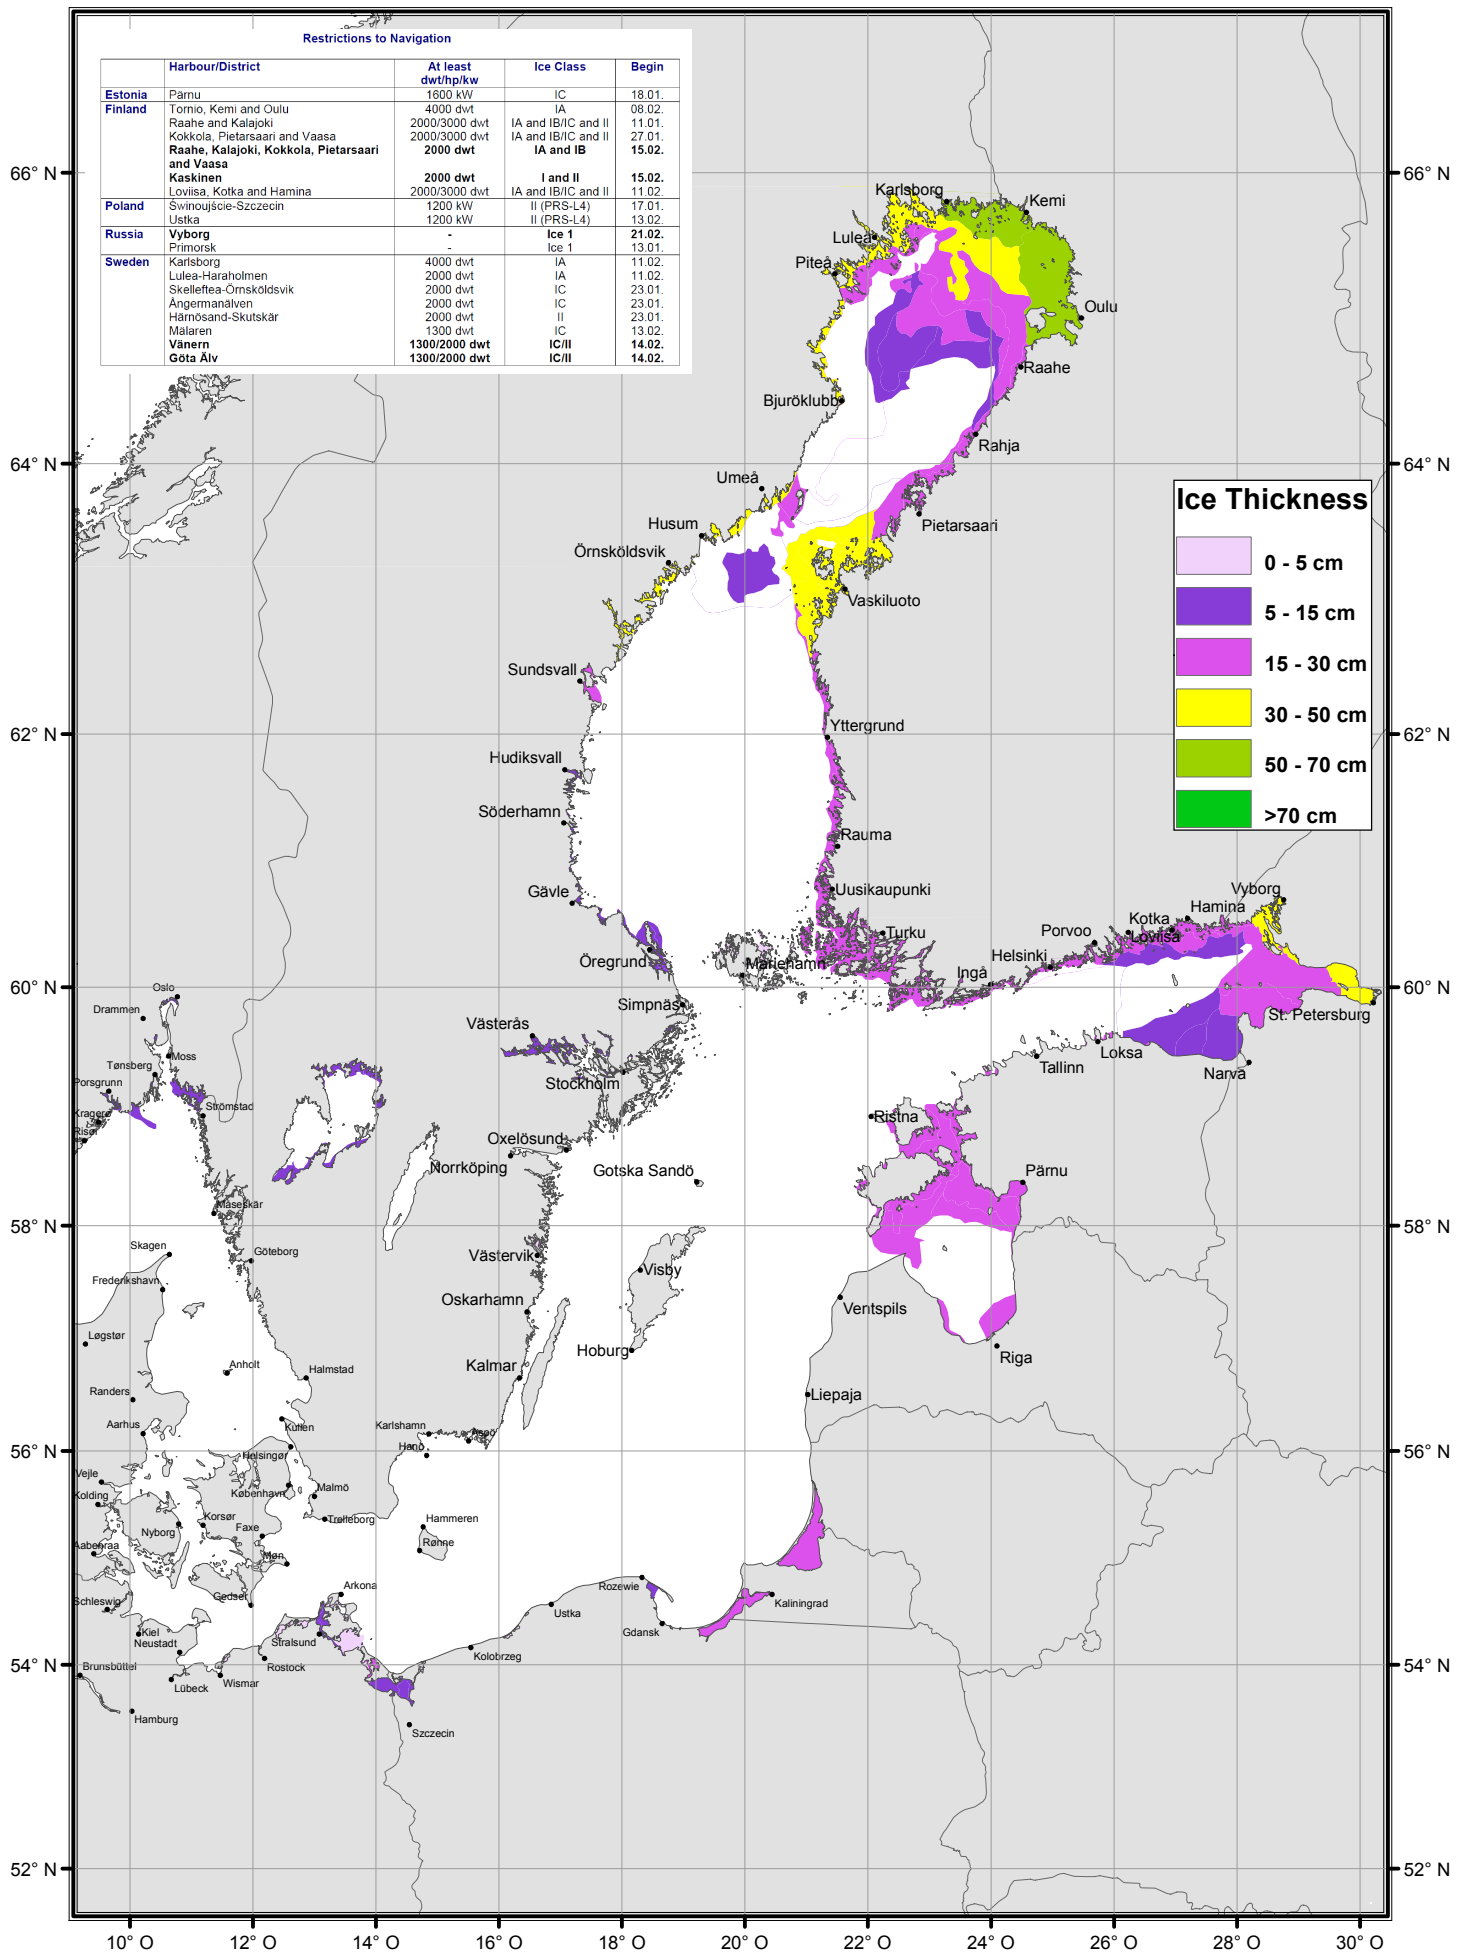 Restrictions to Navigation
Harbour/District At least dwt/hp/kw Ice Class Begin
Estonia Pärnu 1600 kW IC 18.01.
Finland Tornio, Kemi and Oulu 4000 dwt IA 08.02.
Raahe and Kalajoki 2000/3000 dwt IA and IB/IC and II 11.01.
Kokkola, Pietarsaari and Vaasa 2000/3000 dwt IA and IB/IC and II 27.01.
Raahe, Kalajoki, Kokkola, Pietarsaari 2000 dwt IA and IB 15.02.
and Vaasa
Kaskinen 2000 dwt I and II 15.02.
Loviisa, Kotka and Hamina 2000/3000 dwt IA and IB/IC and II 11.02.
Poland Świnoujście-Szczecin 1200 kW II (PRS-L4) 17.01.
Ustka 1200 kW II (PRS-L4) 13.02.
Russia Vyborg - Ice 1 21.02.
Primorsk - Ice 1 13.01.
Sweden Karlsborg 4000 dwt IA 11.02.
Lulea-Haraholmen 2000 dwt IA 11.02.
Skelleftea-Örnsköldsvik 2000 dwt IC 23.01.
Ångermanälven 2000 dwt IC 23.01.
Härnösand-Skutskär 2000 dwt II 23.01.
Mälaren 1300 dwt IC 13.02.
Vänern 1300/2000 dwt IC/II 14.02.
Göta Älv 1300/2000 dwt IC/II 14.02.
66° N 66° N
Karlsborg
Kemi
Luleå
Piteå
Oulu
Raahe
Bjuröklubb
Rahja
64° N 64° N
Umeå
Ice Thickness
0 - 5 cm
5 - 15 cm
15 - 30 cm
30 - 50 cm
50 - 70 cm
>70 cm
Husum
Pietarsaari
Örnsköldsvik
Vaskiluoto
Sundsvall
Yttergrund
62° N 62° N
Hudiksvall
Söderhamn
Rauma
Gävle
Uusikaupunki
Vyborg
Hamina
Kotka
Loviisa
Porvoo
Turku
Helsinki
Öregrund
Mariehamn
Ingå
60° N 60° N
Oslo
Drammen
Simpnäs
St. Petersburg
Västerås
Moss
Tønsberg
Loksa
Tallinn
Narva
Porsgrunn
Stockholm
Kragerø
Strömstad
Ristna
Risør
Oxelösund
Norrköping
Gotska Sandö
Pärnu
Måseskär
58° N 58° N
Skagen
Göteborg
Västervik
Visby
Frederikshavn
Oskarhamn
Ventspils
Løgstør
Hoburg
Riga
Anholt
Halmstad
Kalmar
Randers
Liepaja
Aarhus
Kullen
Karlshamn
Aspö
Hanö
56° N 56° N
Helsingør
Vejle
København
Malmö
Kolding
Korsør
Trelleborg
Hammeren
Nyborg
Faxe
Rønne
Aabenraa
Møn
Arkona
Rozewie
Gedser
Schleswig
Kaliningrad
Ustka
Gdansk
Kiel
Neustadt
Stralsund
Kolobrzeg
54° N 54° N
Rostock
Brunsbüttel
Wismar
Lübeck
Hamburg
Szczecin
52° N 52° N
10° O 12° O 14° O 16° O 18° O 20° O 22° O 24° O 26° O 28° O 30° O